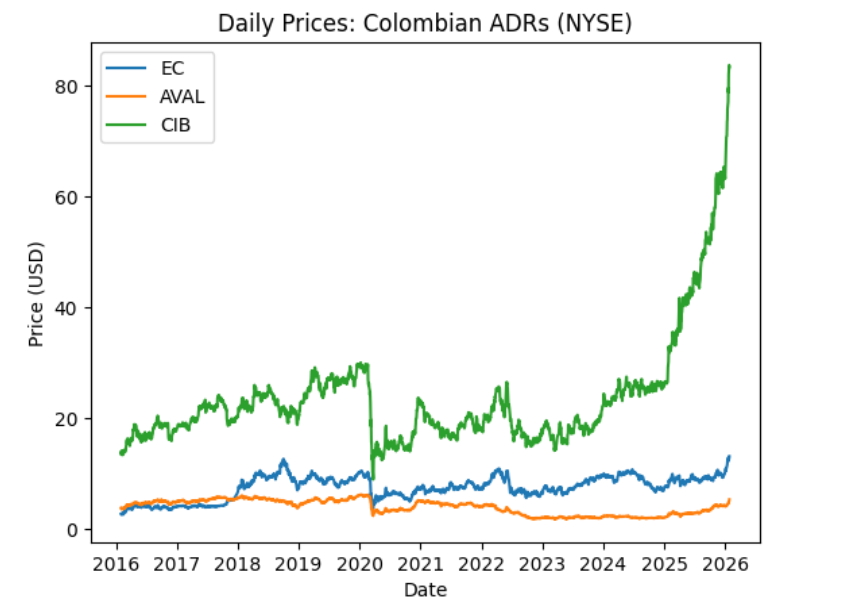 Daily Prices: Colombian ADRs (NYSE)
EC
AVAL
CIB
80
60
40
20
0
Price (USD)
2016 2017 2018 2019 2020 2021 2022 2023 2024 2025 2026
Date